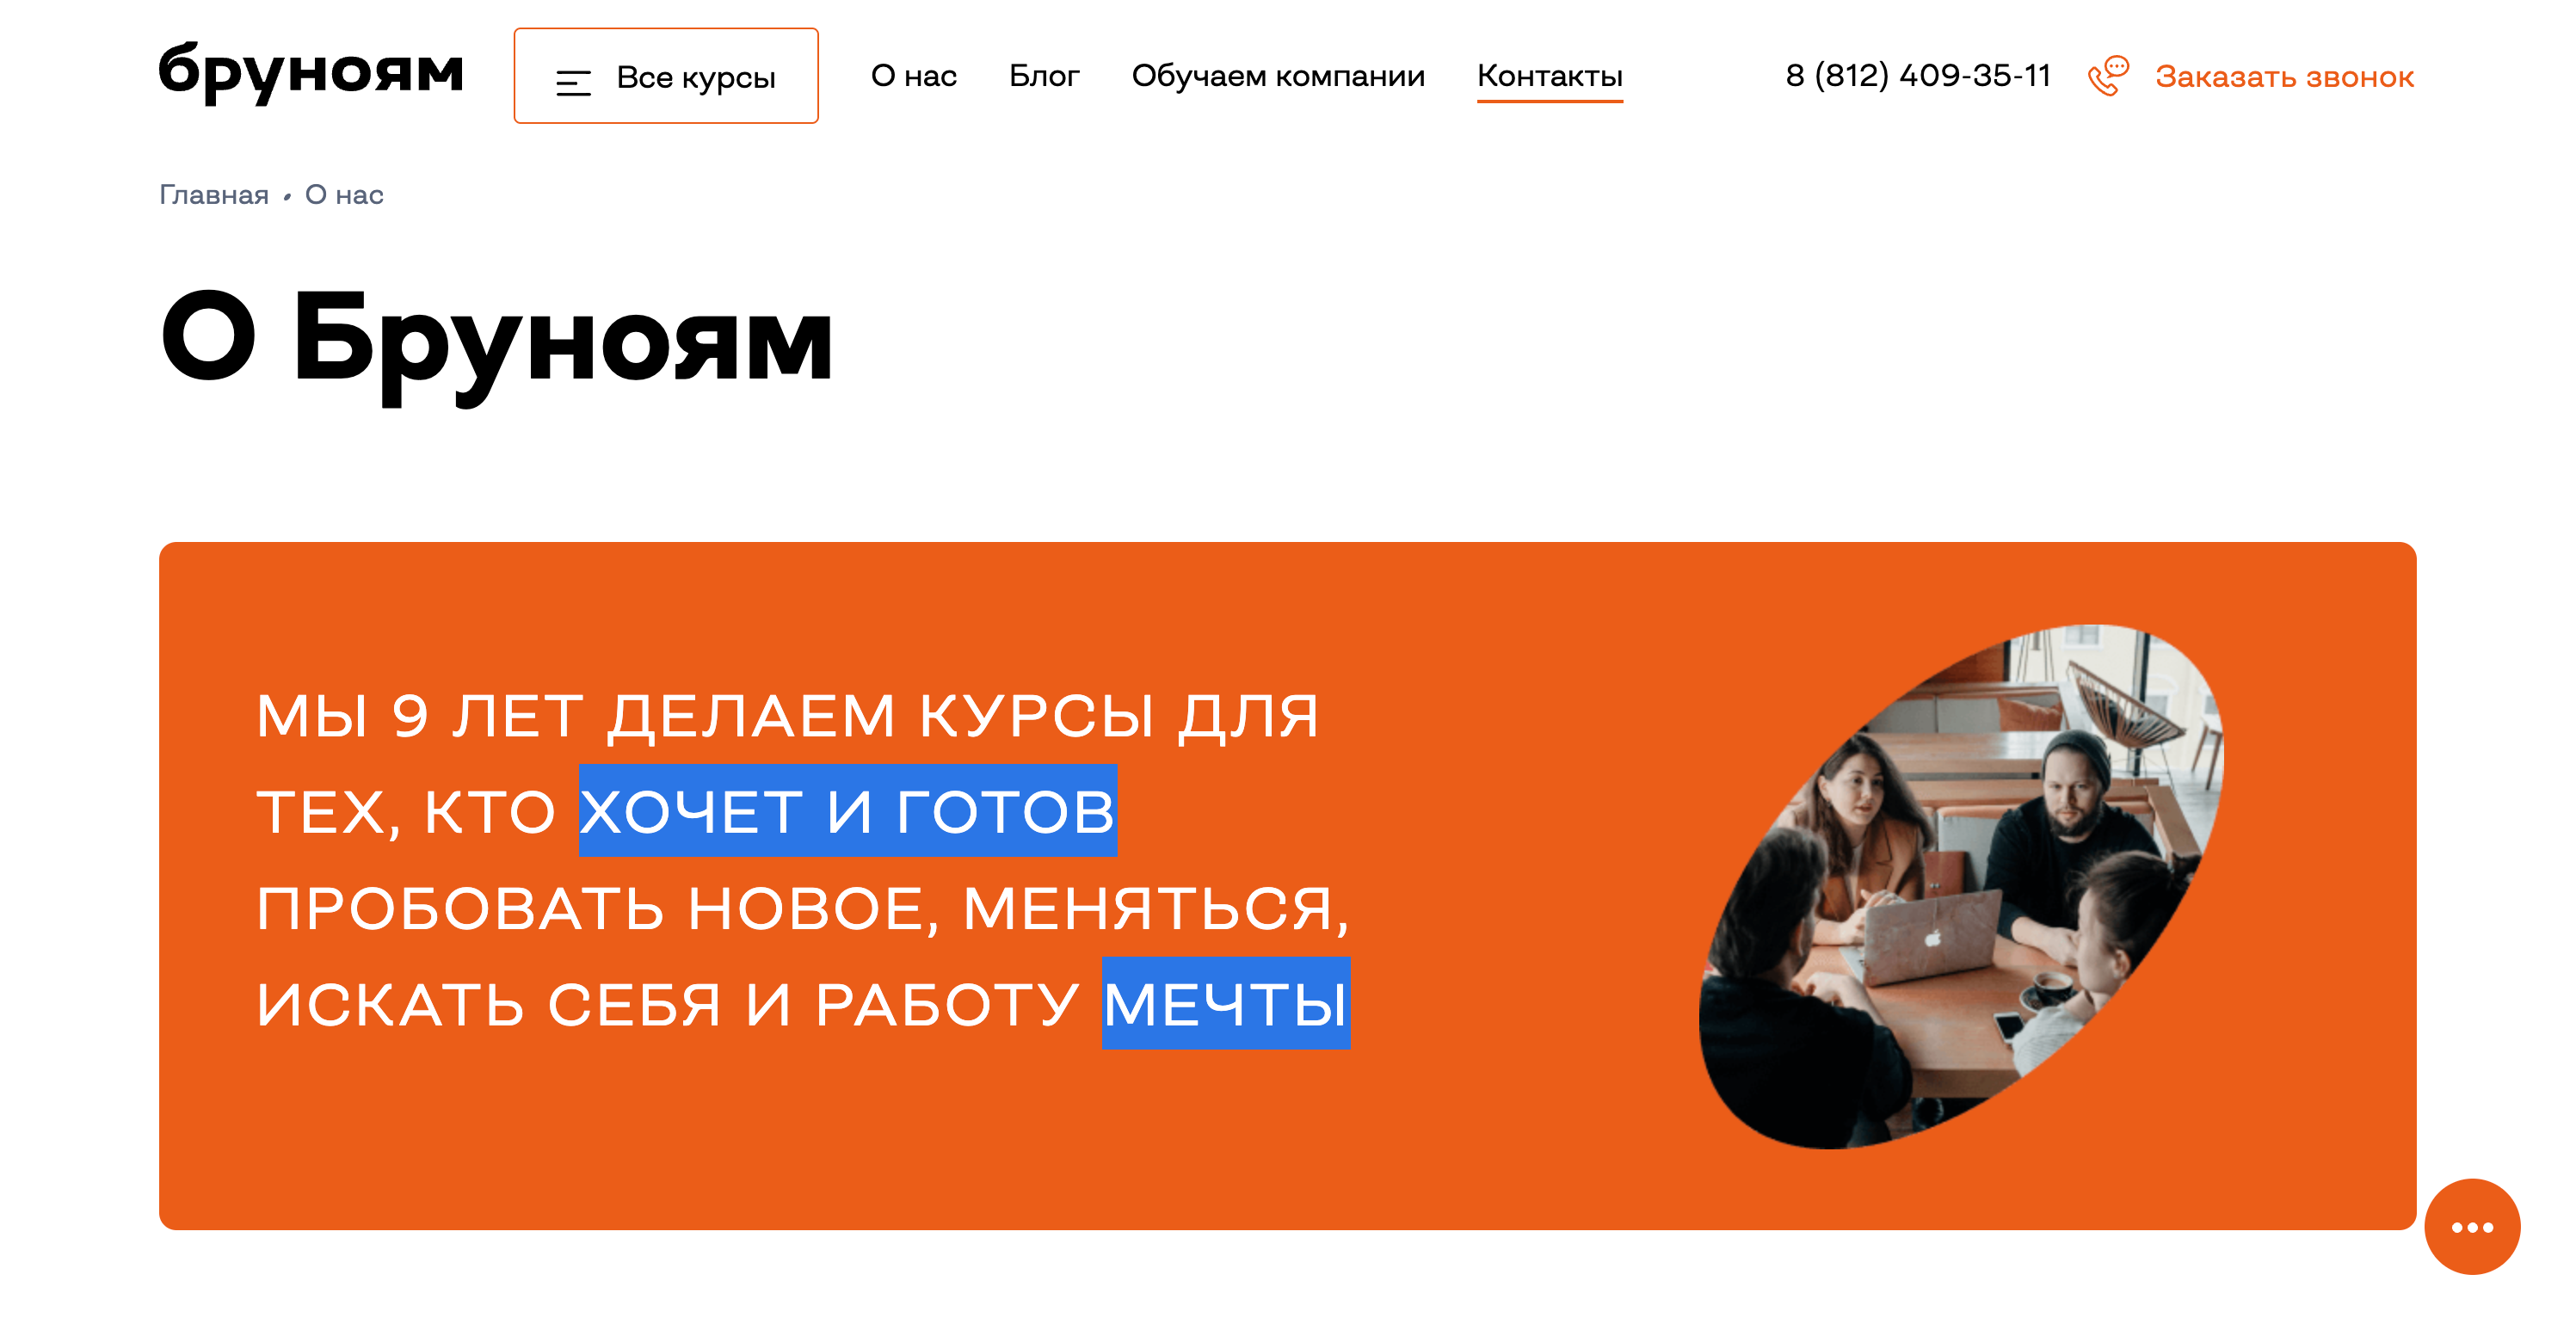 бруноям
Все курсы
О нас
Блог
Обучаем компании
Контакты
8 (812) 409-35-11
Заказать звонок
Главная
О нас
О Бруноям
МЫ 9 ЛЕТ ДЕЛАЕМ КУРСЫ ДЛЯ
ТЕХ, КТО ХОЧЕТ И ГОТОВ
ПРОБОВАТЬ НОВОЕ, МЕНЯТЬСЯ,
ИСКАТЬ СЕБЯ И РАБОТУ МЕЧТЫ